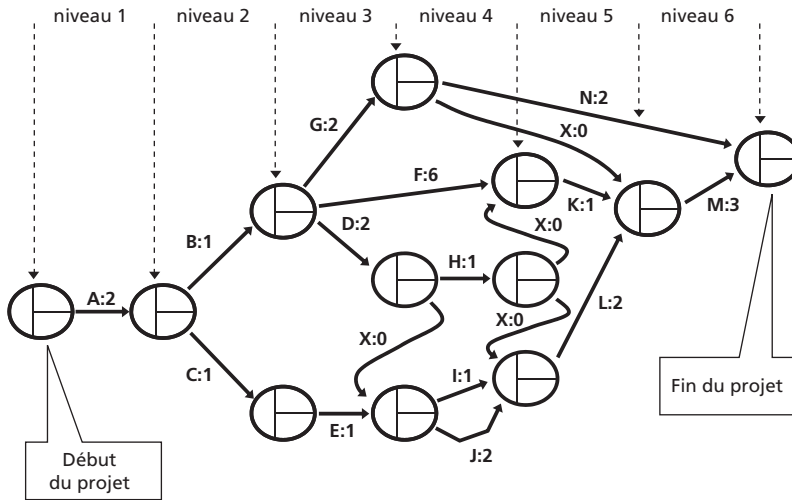 niveau 1
niveau 2
niveau 3
niveau 4
niveau 5
niveau 6
N:2
G:2
X:0
F:6
K:1
B:1
D:2
X:0
M:3
H:1
A:2
L:2
X:0
X:0
C:1
I:1
E:1
J:2
Fin du projet
Début
du projet